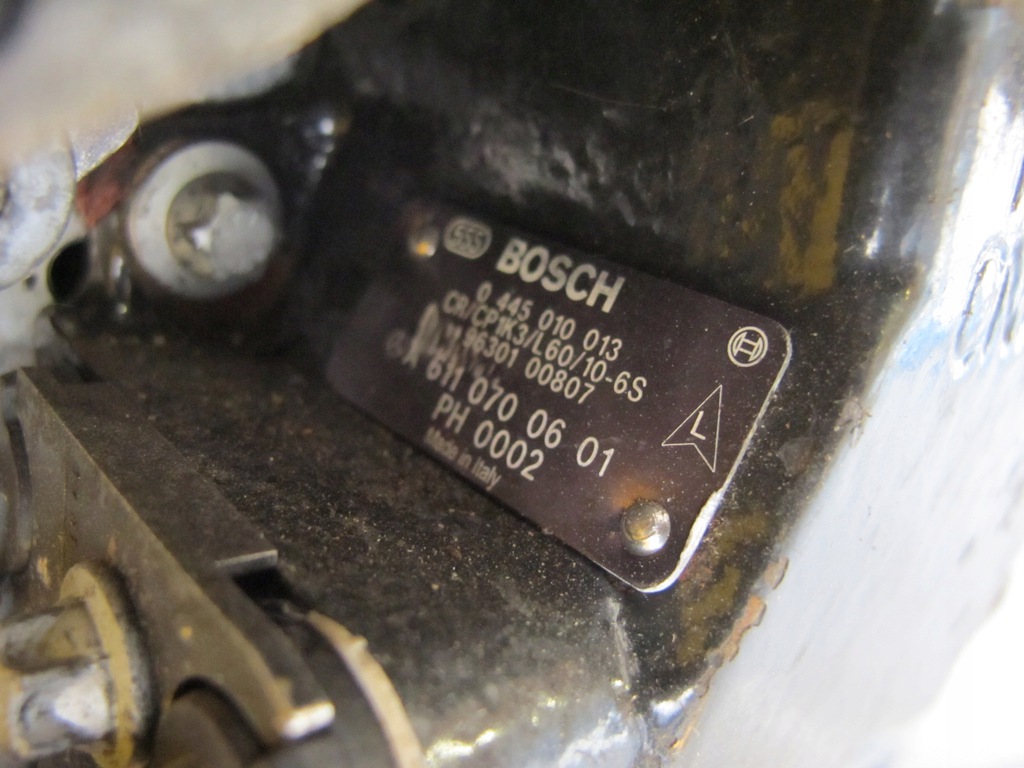 555 BOSCH
0 445 010 013
CR/CP1K3/L60/10-6S
96301 00807
A 611 070 06 01
PH 0002
Made in Italy
L